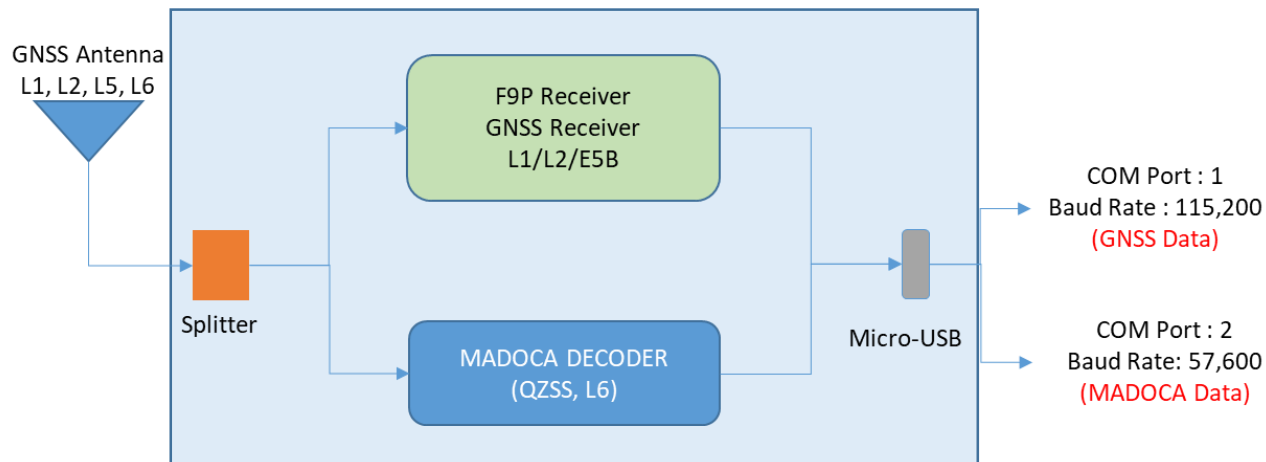 GNSS Antenna
L1, L2, L5, L6
Splitter
F9P Receiver
GNSS Receiver
L1/L2/E5B
MADOCA DECODER
(QZSS, L6)
Micro-USB
COM Port : 1
Baud Rate : 115,200
(GNSS Data)
COM Port : 2
Baud Rate: 57,600
(MADOCA Data)